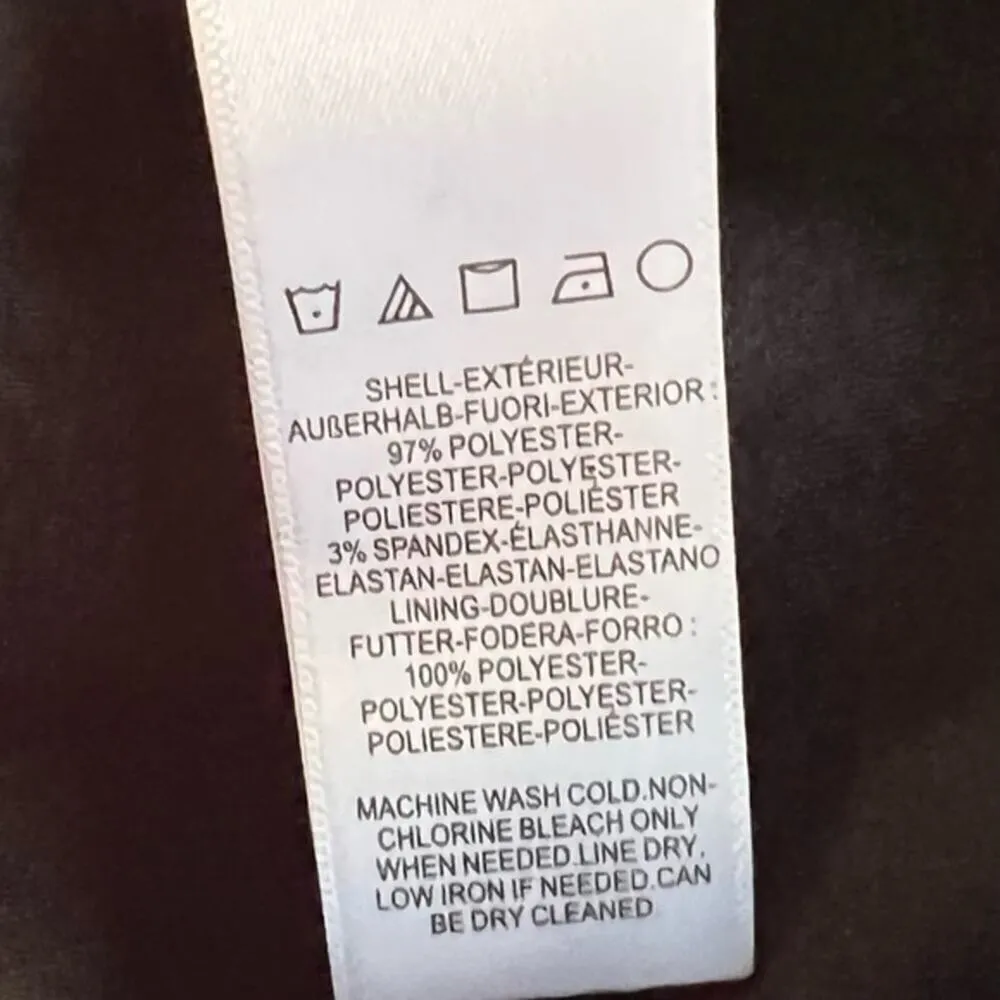 SHELL-EXTÉRIEUR-
AUßERHALB-FUORI-EXTERIOR :
97% POLYESTER-
POLYESTER-POLYESTER-
POLIESTERE-POLIÉSTER
3% SPANDEX-ÉLASTHANNE-
ELASTAN-ELASTAN-ELASTANO
LINING-DOUBLURE-
FUTTER-FODERA-FORRO :
100% POLYESTER-
POLYESTER-POLYESTER-
POLIESTERE-POLIÉSTER
MACHINE WASH COLD.NON-
CHLORINE BLEACH ONLY
WHEN NEEDED.LINE DRY.
LOW IRON IF NEEDED.CAN
BE DRY CLEANED